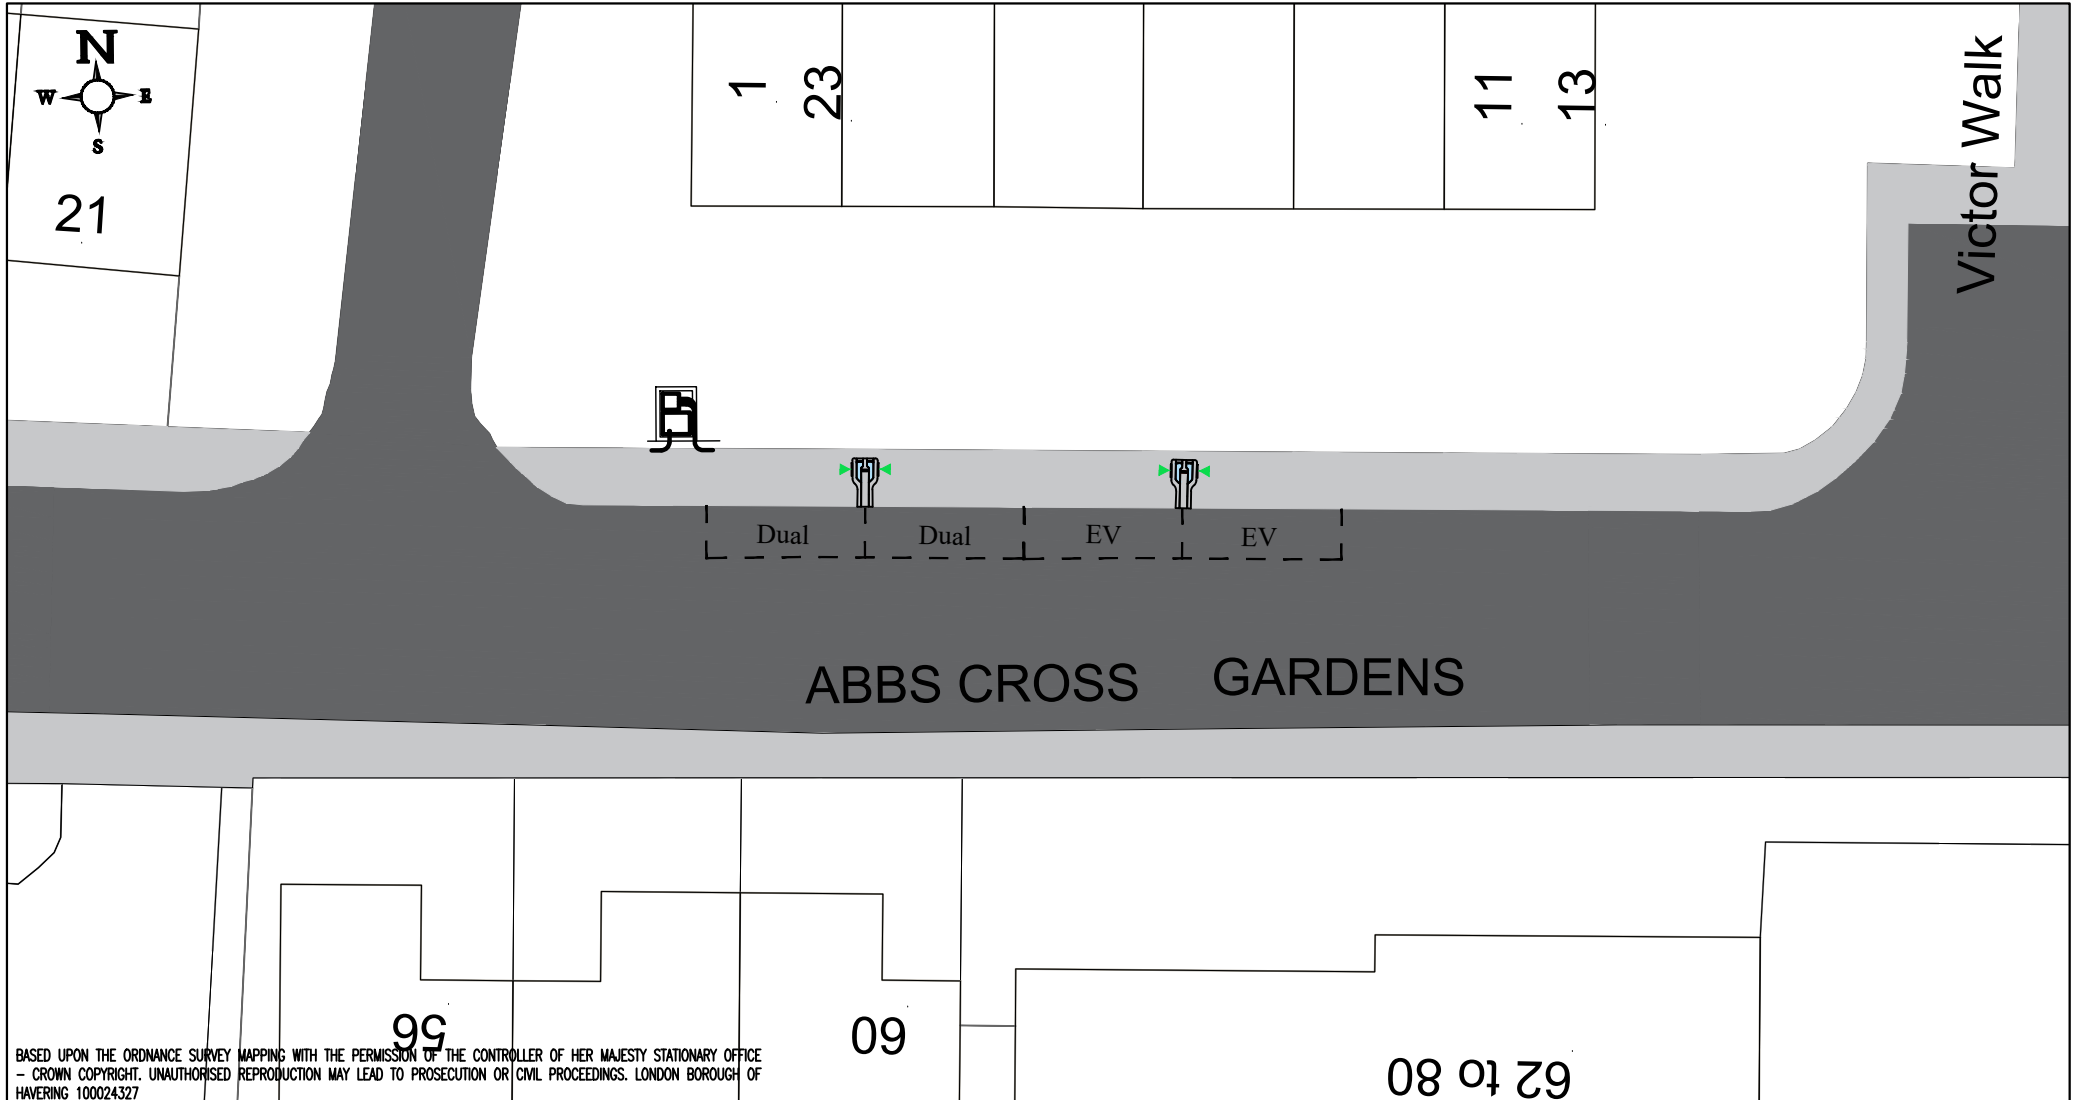 N
W E
S
21
1
23
11
13
Victor Walk
Dual Dual EV EV
ABBS CROSS GARDENS
56
60
62 to 80
BASED UPON THE ORDNANCE SURVEY MAPPING WITH THE PERMISSION OF THE CONTROLLER OF HER MAJESTY STATIONARY OFFICE
– CROWN COPYRIGHT. UNAUTHORISED REPRODUCTION MAY LEAD TO PROSECUTION OR CIVIL PROCEEDINGS. LONDON BOROUGH OF
HAVERING 100024327